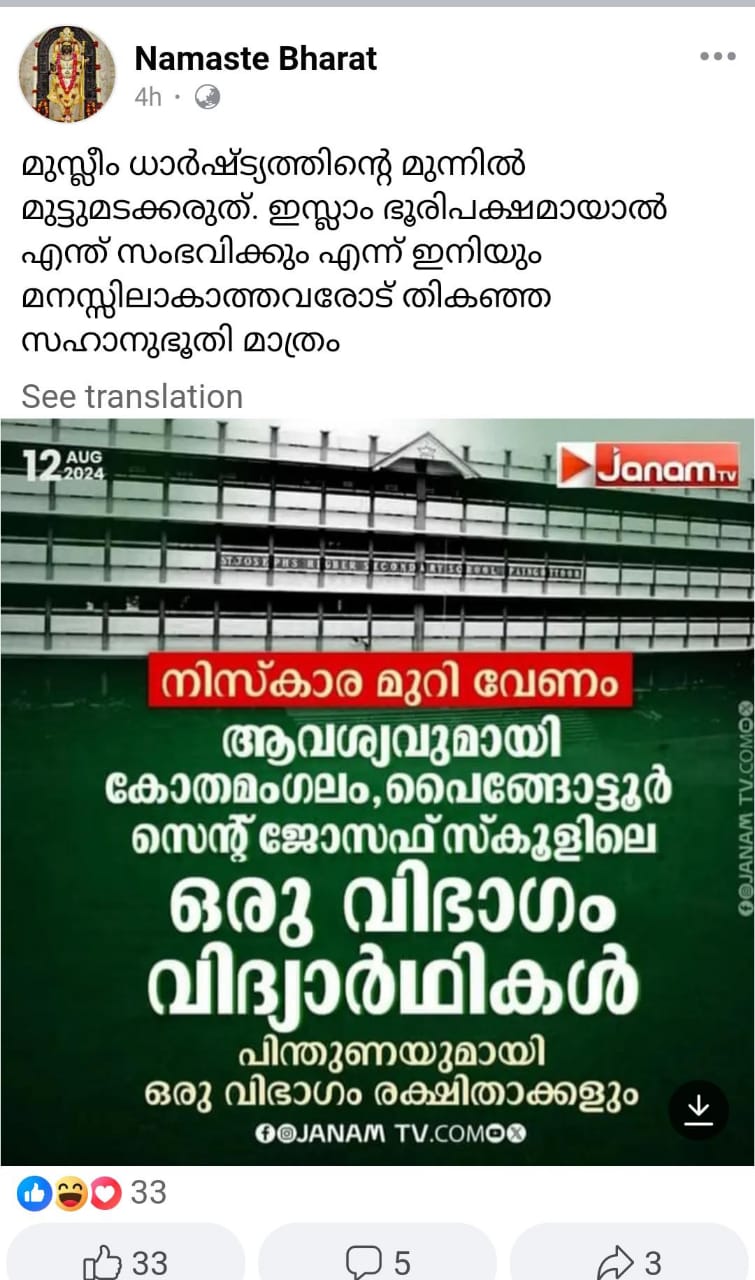 Namaste Bharat
4h ·
മുസ്ലീം ധാർഷ്ട്യത്തിന്റെ മുന്നിൽ
മുട്ടുമടക്കരുത്. ഇസ്ലാം ഭൂരിപക്ഷമായാൽ
എന്ത് സംഭവിക്കും എന്ന് ഇനിയും
മനസ്സിലാകാത്തവരോട് തികഞ്ഞ
സഹാനുഭൂതി മാത്രം
See translation
12 AUG 2024
Janam TV
ST.JOSEPHS HIGHER SECONDARY SCHOOL
നിസ്കാര മുറി വേണം
ആവശ്യവുമായി
കോതമംഗലം,പൈങ്ങോട്ടൂർ
സെന്റ് ജോസഫ് സ്കൂളിലെ
ഒരു വിഭാഗം
വിദ്യാർഥികൾ
പിന്തുണയുമായി
ഒരു വിഭാഗം രക്ഷിതാക്കളും
JANAM TV.COM
JANAM TV.COM
33
33
5
3